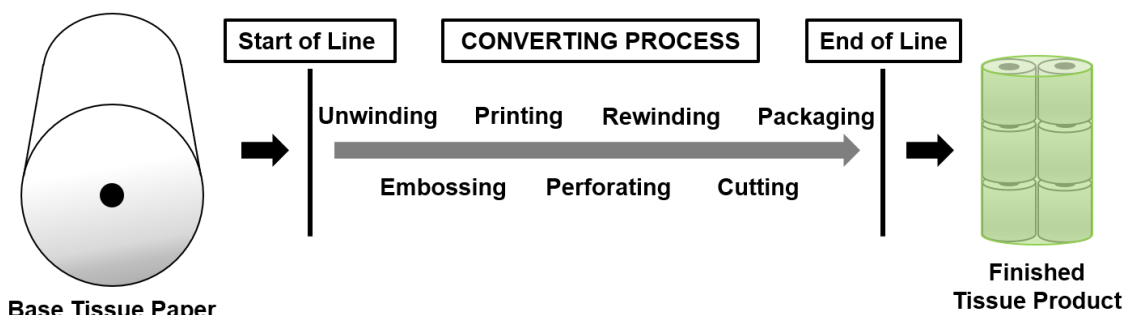 Start of Line
CONVERTING PROCESS
End of Line
Unwinding
Printing
Rewinding
Packaging
Embossing
Perforating
Cutting
Base Tissue Paper
Finished
Tissue Product